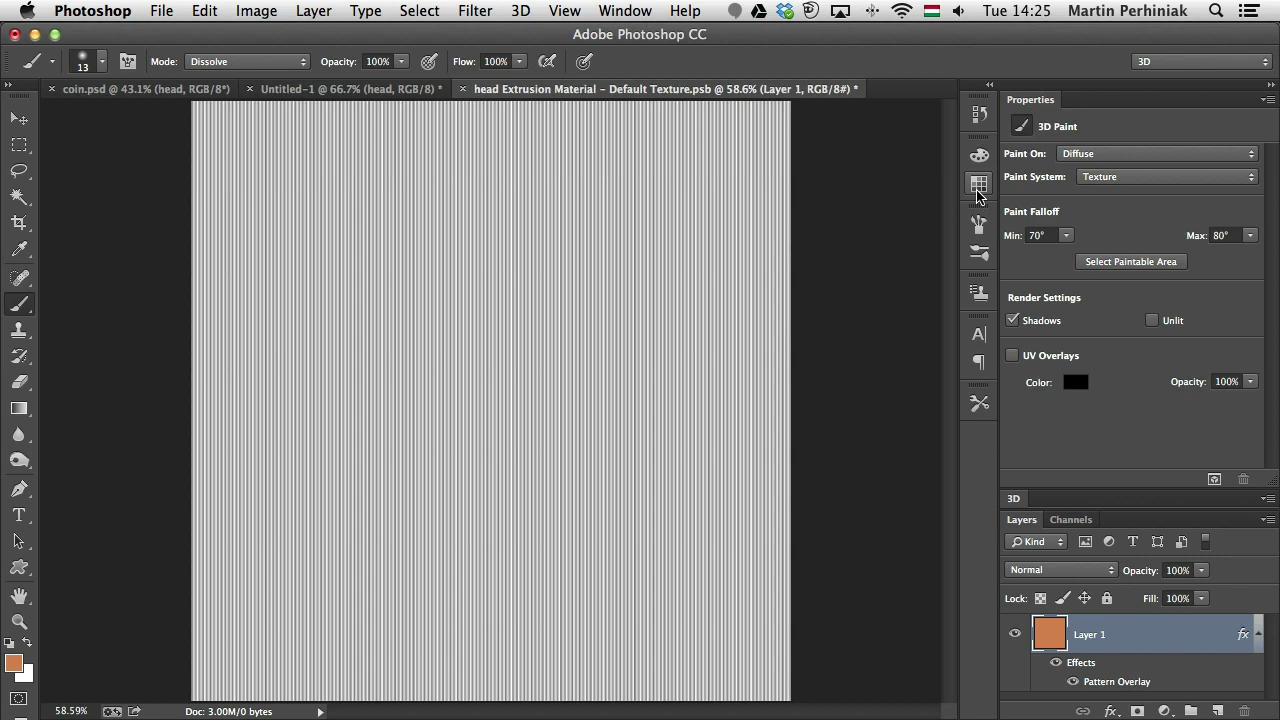 Photoshop File Edit Image Layer Type Select Filter 3D View Window Help Tue 14:25 Martin Perhiniak
Adobe Photoshop CC
13 Mode: Dissolve Opacity: 100% Flow: 100% 3D
coin.psd @ 43.1% (head, RGB/8*) Untitled-1 @ 66.7% (head, RGB/8) * head Extrusion Material - Default Texture.psb @ 58.6% (Layer 1, RGB/8#) *
Properties
3D Paint
Paint On: Diffuse
Paint System: Texture
Paint Falloff
Min: 70° Max: 80°
Select Paintable Area
Render Settings
Shadows Unlit
UV Overlays
Color: Opacity: 100%
3D
Layers Channels
Kind
Normal Opacity: 100%
Lock: Fill: 100%
Layer 1 fx
Effects
Pattern Overlay
58.59% Doc: 3.00M/0 bytes fx